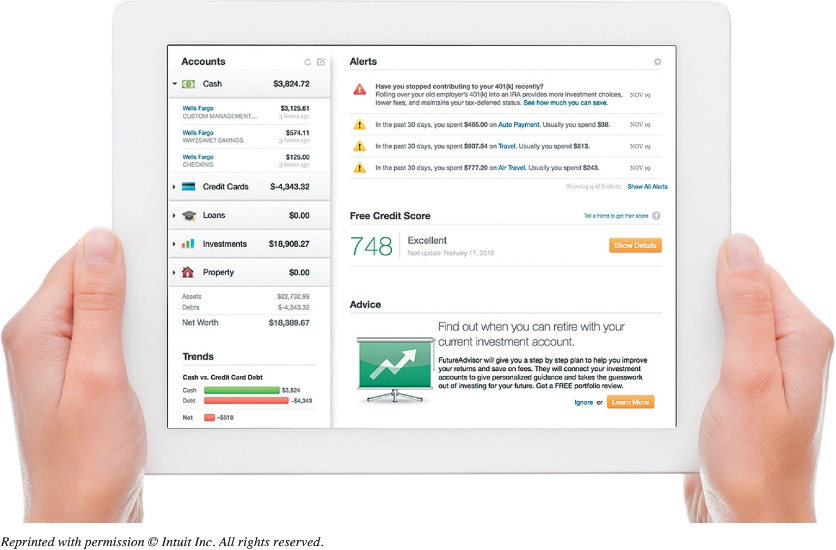 Accounts
Cash $3,824.72
Wells Fargo $3,125.61
CUSTOM MANAGEMENT... 3 hours ago
Wells Fargo $574.11
WAY2SAVE? SAVINGS 3 hours ago
Wells Fargo $125.00
CHECKING 3 hours ago
Credit Cards $-4,343.32
Loans $0.00
Investments $18,908.27
Property $0.00
Assets $22,732.99
Debts $-4,343.32
Net Worth $18,389.67
Trends
Cash vs. Credit Card Debt
Cash $3,824
Debt -$4,343
Net -$518
Alerts
Have you stopped contributing to your 401(k) recently?
Rolling over your old employer's 401(k) into an IRA provides more investment choices, NOV 19
lower fees, and maintains your tax-deferred status. See how much you can save.
In the past 30 days, you spent $465.00 on Auto Payment. Usually you spend $38. NOV 19
In the past 30 days, you spent $907.54 on Travel. Usually you spend $513. NOV 19
In the past 30 days, you spent $777.20 on Air Travel. Usually you spend $243. NOV 19
Showing 4 of 8 alerts Show All Alerts
Free Credit Score Tell a friend to get their score
748 Excellent
Next update: February 17, 2015
Show Details
Advice
Find out when you can retire with your
current investment account.
FutureAdvisor will give you a step by step plan to help you improve
your returns and save on fees. They will connect your investment
accounts to give personalized guidance and takes the guesswork
out of investing for your future. Get a FREE portfolio review.
Ignore or Learn More
Reprinted with permission © Intuit Inc. All rights reserved.